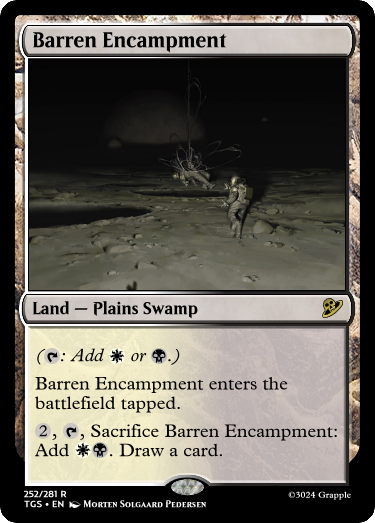 Barren Encampment
Land — Plains Swamp
(: Add or .)
Barren Encampment enters the
battlefield tapped.
2, , Sacrifice Barren Encampment:
Add . Draw a card.
252/281 R
TGS • EN Morten Solgaard Pedersen
©3024 Grapple